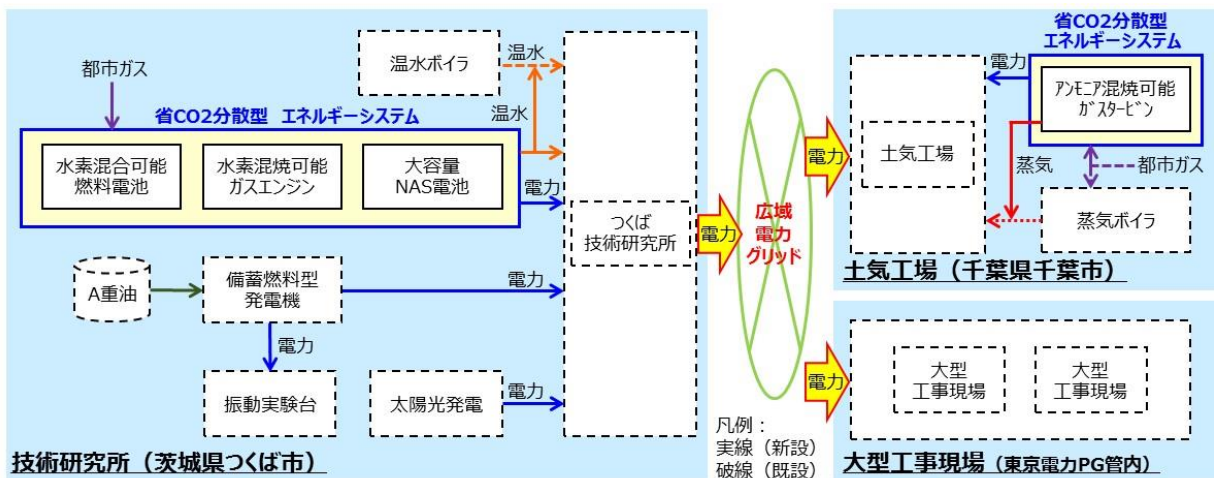 都市ガス
温水ボイラ
温水
省CO2分散型 エネルギーシステム
温水
水素混合可能
燃料電池
水素混焼可能
ガスエンジン
大容量
NAS電池
電力
つくば
技術研究所
A重油
備蓄燃料型
発電機
電力
電力
振動実験台
太陽光発電
電力
技術研究所（茨城県つくば市）
電力
広域
電力
グリッド
電力
電力
凡例：
実線（新設）
破線（既設）
省CO2分散型
エネルギーシステム
電力
アンモニア混焼可能
ガスタービン
土気工場
蒸気
都市ガス
蒸気ボイラ
土気工場（千葉県千葉市）
大型
工事現場
大型
工事現場
大型工事現場（東京電力PG管内）